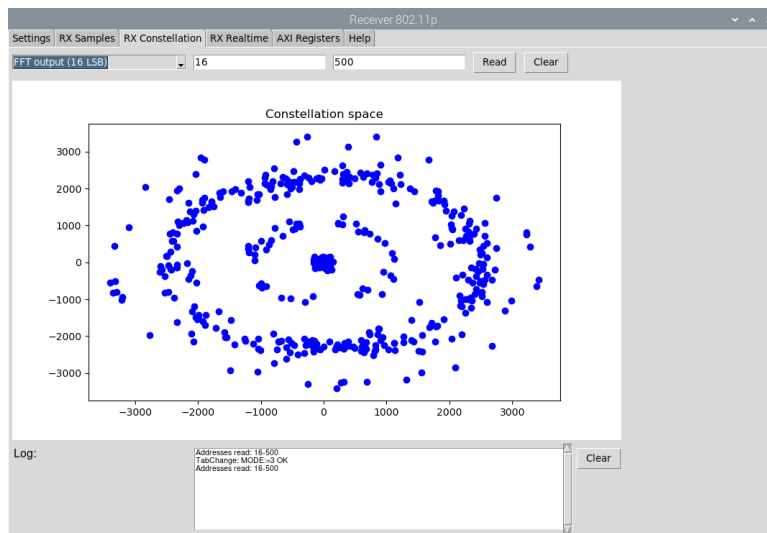 Receiver 802.11p
Settings RX Samples RX Constellation RX Realtime AXI Registers Help
FFT output (16 LSB) 16 500 Read Clear
Constellation space
3000
2000
1000
0
−1000
−2000
−3000
−3000 −2000 −1000 0 1000 2000 3000
Log:
Addresses read: 16-500
TabChange: MODE:=3 OK
Addresses read: 16-500
Clear